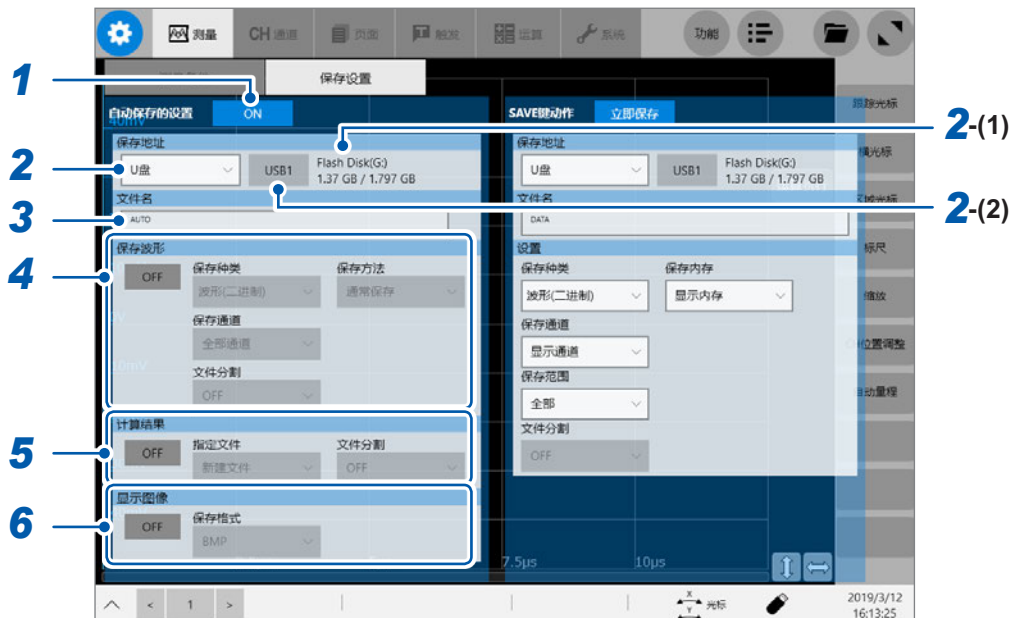 测量 CH 通道 页面 触发 运算 系统 功能
保存设置
1
自动保存的设置 ON
SAVE键动作 立即保存
跟踪光标
横光标
区域光标
标尺
缩放
位置调整
自动量程
保存地址
2 U盘 USB1 Flash Disk(G:)
1.37 GB / 1.797 GB
2-(1)
2-(2)
文件名
3 AUTO
4 保存波形
OFF 保存种类 保存方法
波形(二进制) 通常保存
保存通道
全部通道
文件分割
OFF
5 计算结果
OFF 指定文件 文件分割
新建文件 OFF
6 显示图像
OFF 保存格式
BMP
保存地址
U盘 USB1 Flash Disk(G:)
1.37 GB / 1.797 GB
文件名
DATA
设置
保存种类 保存内存
波形(二进制) 显示内存
保存通道
显示通道
保存范围
全部
文件分割
OFF
40mV
7.5µs 10µs
< 1 > X Y 光标 2019/3/12
16:13:25